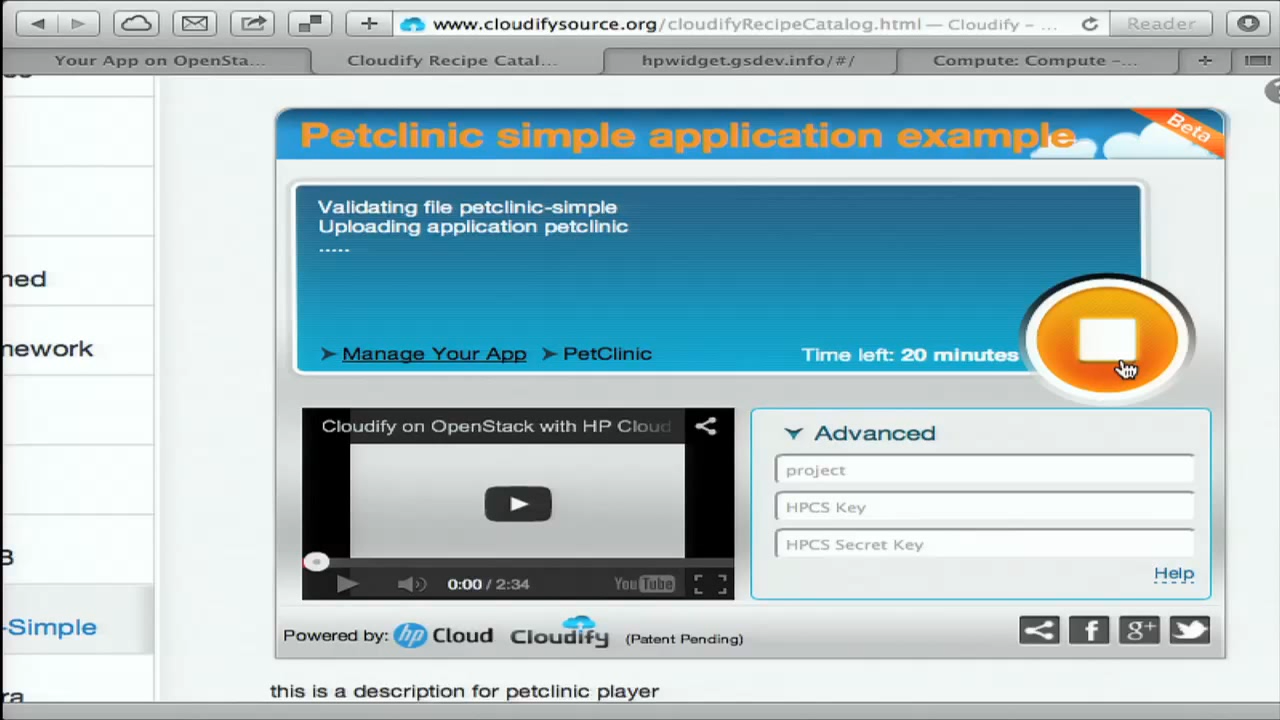 www.cloudifysource.org/cloudifyRecipeCatalog.html — Cloudify – ...
Reader
Your App on OpenSta...
Cloudify Recipe Catal...
hpwidget.gsdev.info/#/
Compute: Compute –...
Petclinic simple application example
Beta
Validating file petclinic-simple
Uploading application petclinic
.....
Manage Your App
PetClinic
Time left: 20 minutes
ned
nework
B
-Simple
ra
Cloudify on OpenStack with HP Cloud
0:00 / 2:34
YouTube
Advanced
project
HPCS Key
HPCS Secret Key
Help
Powered by: hp Cloud Cloudify (Patent Pending)
f
g+
this is a description for petclinic player